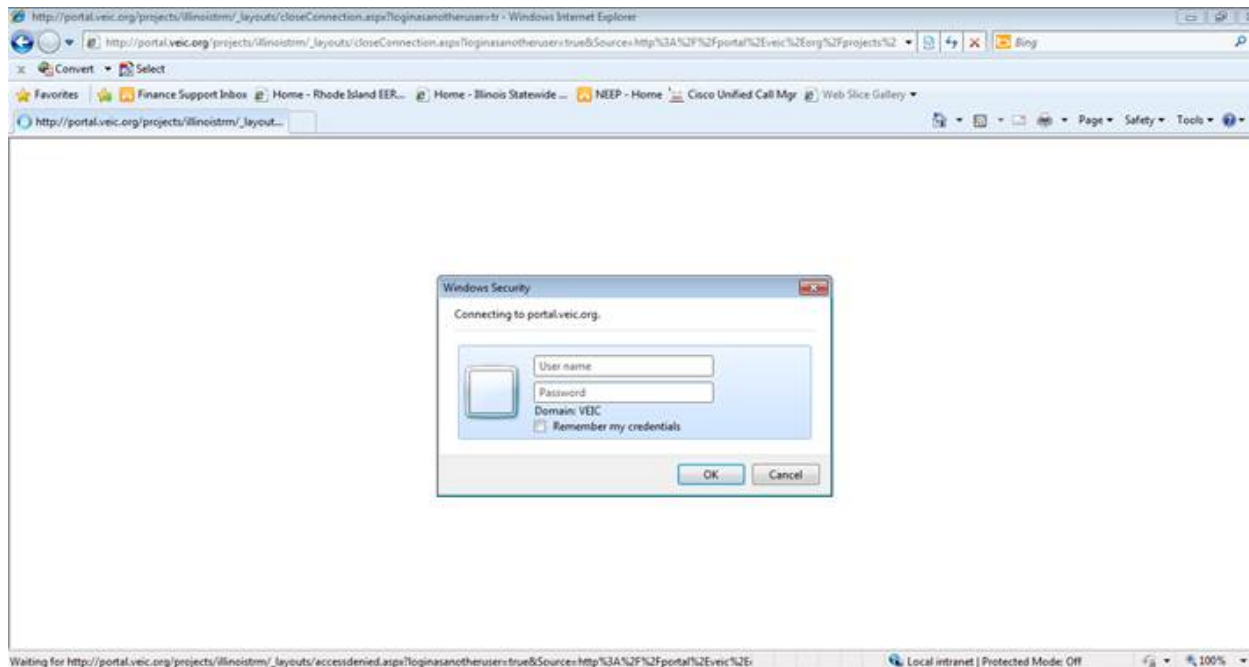 http://portal.veic.org/projects/illinoistrm/_layouts/closeConnection.aspx?loginasanotheruser=tr - Windows Internet Explorer
http://portal.veic.org/projects/illinoistrm/_layouts/closeConnection.aspx?loginasanotheruser=true&Source=http%3A%2F%2Fportal%2Eveic%2Eorg%2Fprojects%2 Bing
x Convert Select
Favorites Finance Support Inbox Home - Rhode Island EER... Home - Illinois Statewide ... NEEP - Home Cisco Unified Call Mgr Web Slice Gallery
http://portal.veic.org/projects/illinoistrm/_layout... Page Safety Tools
Windows Security
Connecting to portal.veic.org.
User name
Password
Domain: VEIC
Remember my credentials
OK Cancel
Waiting for http://portal.veic.org/projects/illinoistrm/_layouts/accessdenied.aspx?loginasanotheruser=true&Source=http%3A%2F%2Fportal%2Eveic%2E Local intranet | Protected Mode: Off 100%